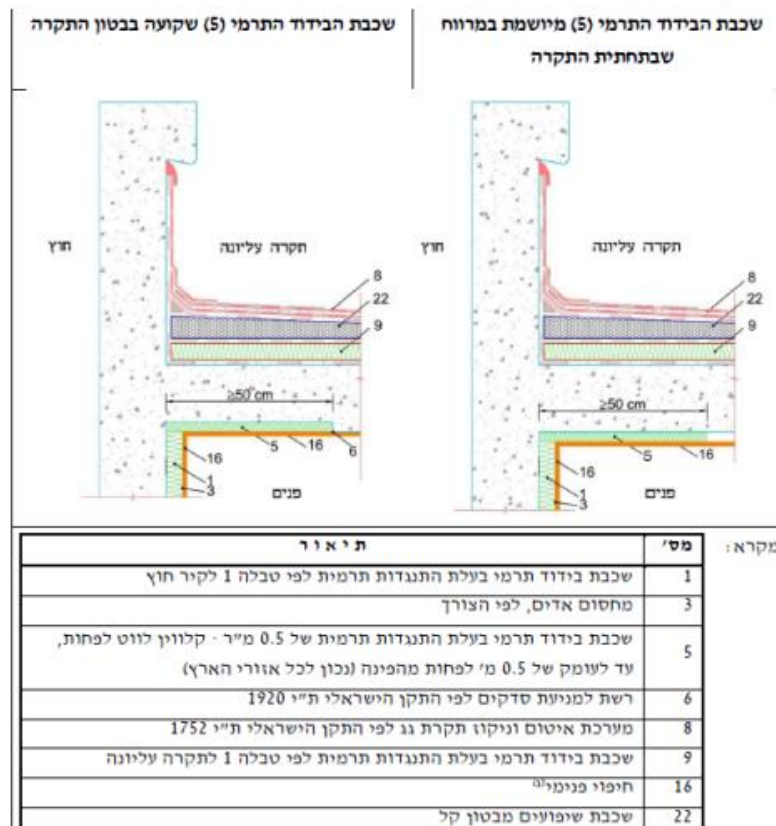 שכבת הבידוד התרמי (5) מיושמת במרווח
שבתחתית התקרה
שכבת הבידוד התרמי (5) שקועה בבטון התקרה
חוץ
תקרה עליונה
8
22
9
≥50 cm
5
16
16
1
3
פנים
חוץ
תקרה עליונה
8
22
9
≥50 cm
5
16
6
16
1
3
פנים
מקרא:
מס' תיאור
1 שכבת בידוד תרמי בעלת התנגדות תרמית לפי טבלה 1 לקיר חוץ
3 מחסום אדים, לפי הצורך
5 שכבת בידוד תרמי בעלת התנגדות תרמית של 0.5 מ"ר · קלווין לווט לפחות,
עד לעומק של 0.5 מ' לפחות מהפינה (נכון לכל אזורי הארץ)
6 רשת למניעת סדקים לפי התקן הישראלי ת"י 1920
8 מערכת איטום וניקוז תקרת גג לפי התקן הישראלי ת"י 1752
9 שכבת בידוד תרמי בעלת התנגדות תרמית לפי טבלה 1 לתקרה עליונה
16 חיפוי פנימי
22 שכבת שיפועים מבטון קל